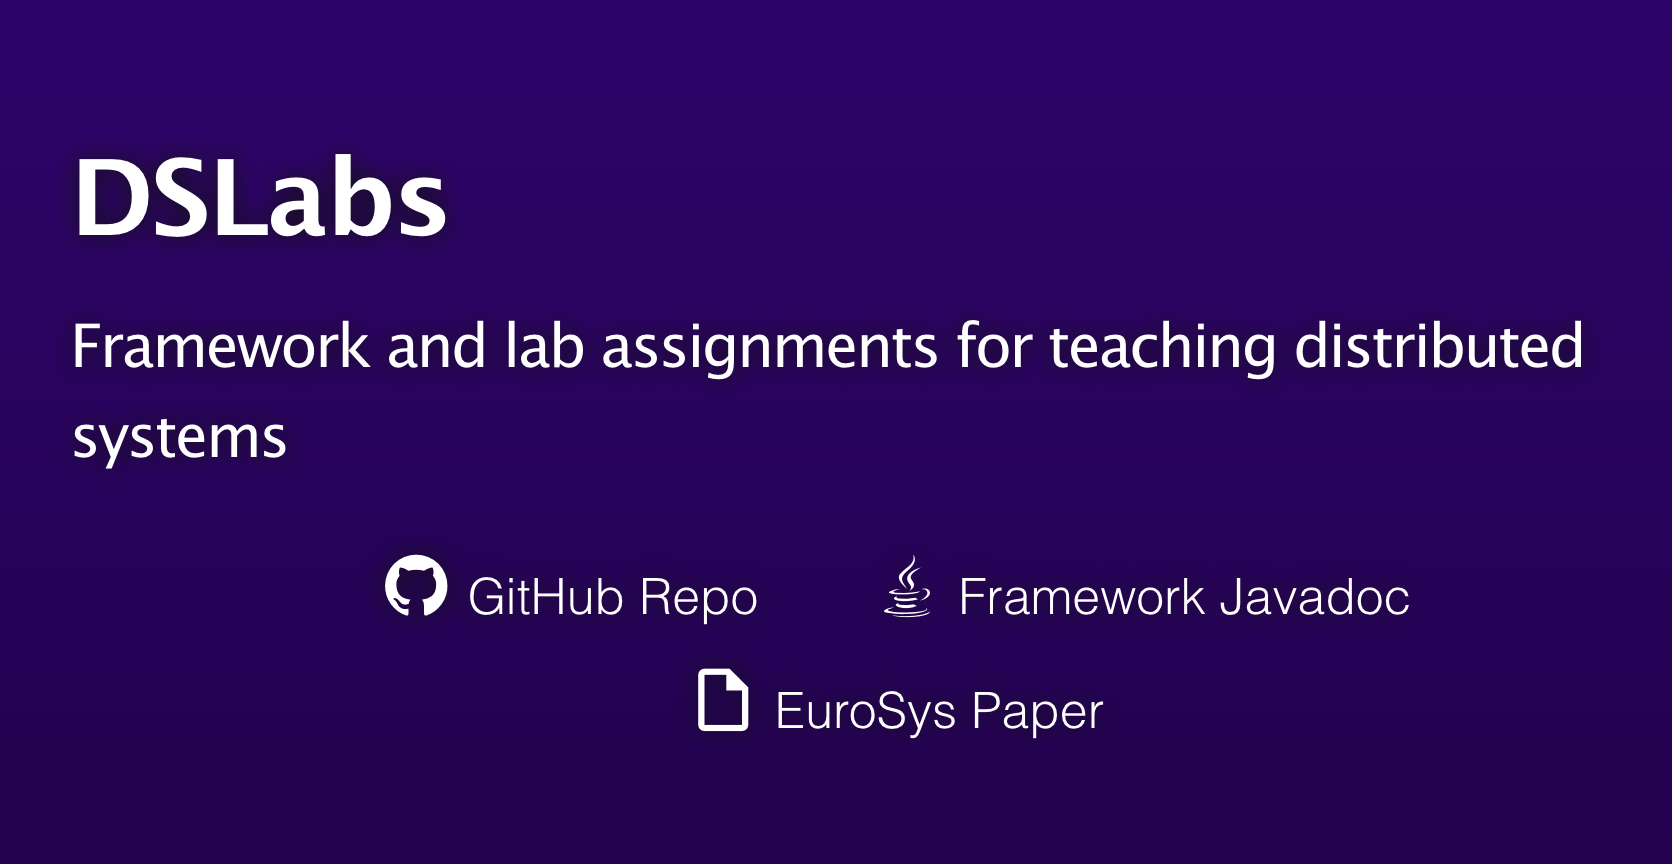 DSLabs
Framework and lab assignments for teaching distributed
systems
GitHub Repo
Framework Javadoc
EuroSys Paper